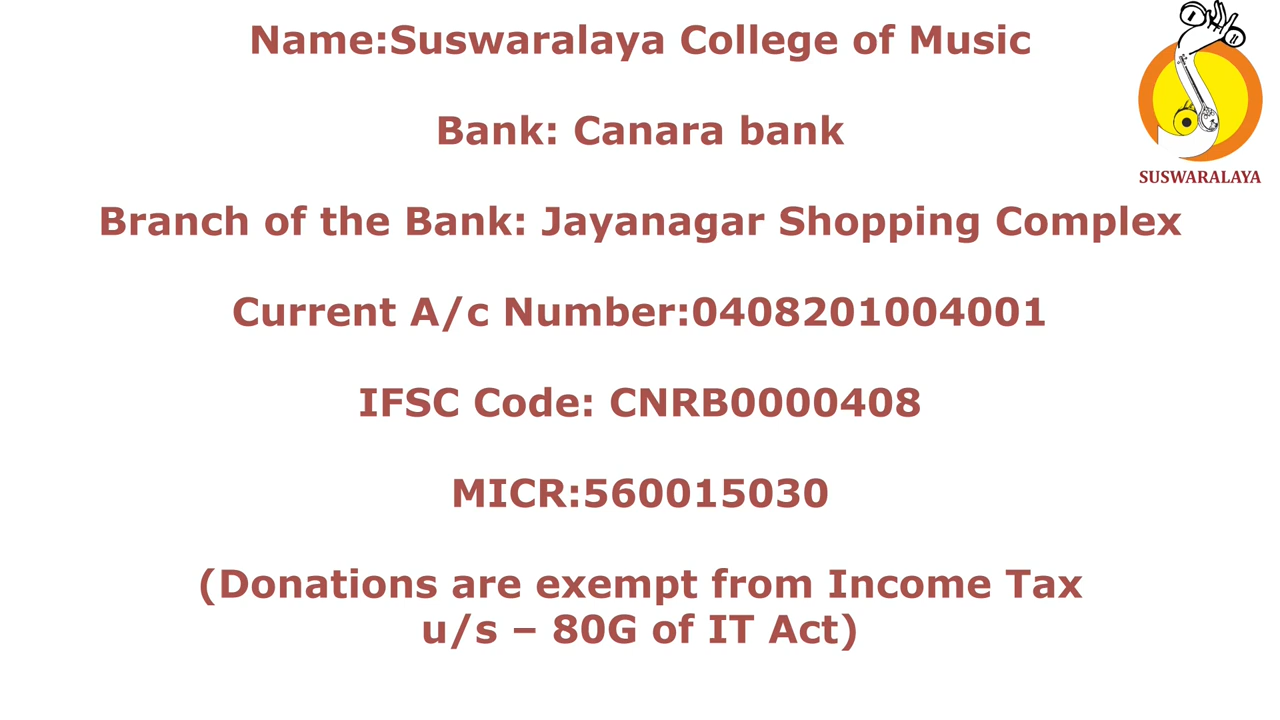 Name:Suswaralaya College of Music
SUSWARALAYA
Bank: Canara bank
Branch of the Bank: Jayanagar Shopping Complex
Current A/c Number:0408201004001
IFSC Code: CNRB0000408
MICR:560015030
(Donations are exempt from Income Tax
u/s – 80G of IT Act)